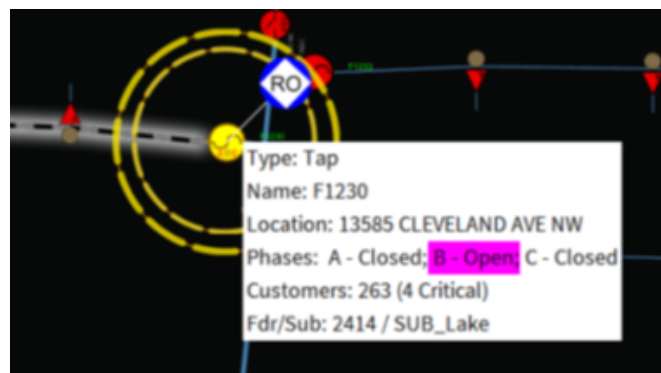 RO
Type: Tap
Name: F1230
Location: 13585 CLEVELAND AVE NW
Phases: A - Closed; B - Open; C - Closed
Customers: 263 (4 Critical)
Fdr/Sub: 2414 / SUB_Lake